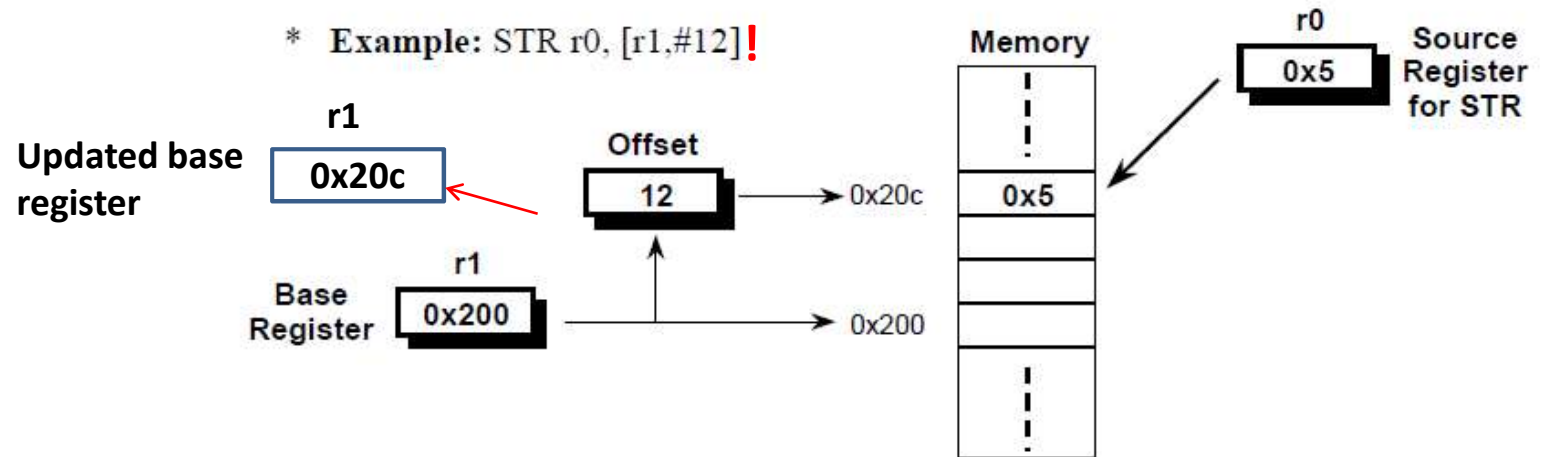 * Example: STR r0, [r1,#12]!
Memory
r0
0x5
Source
Register
for STR
r1
Updated base
register
0x20c
Offset
12
0x20c
0x5
r1
Base
Register
0x200
0x200